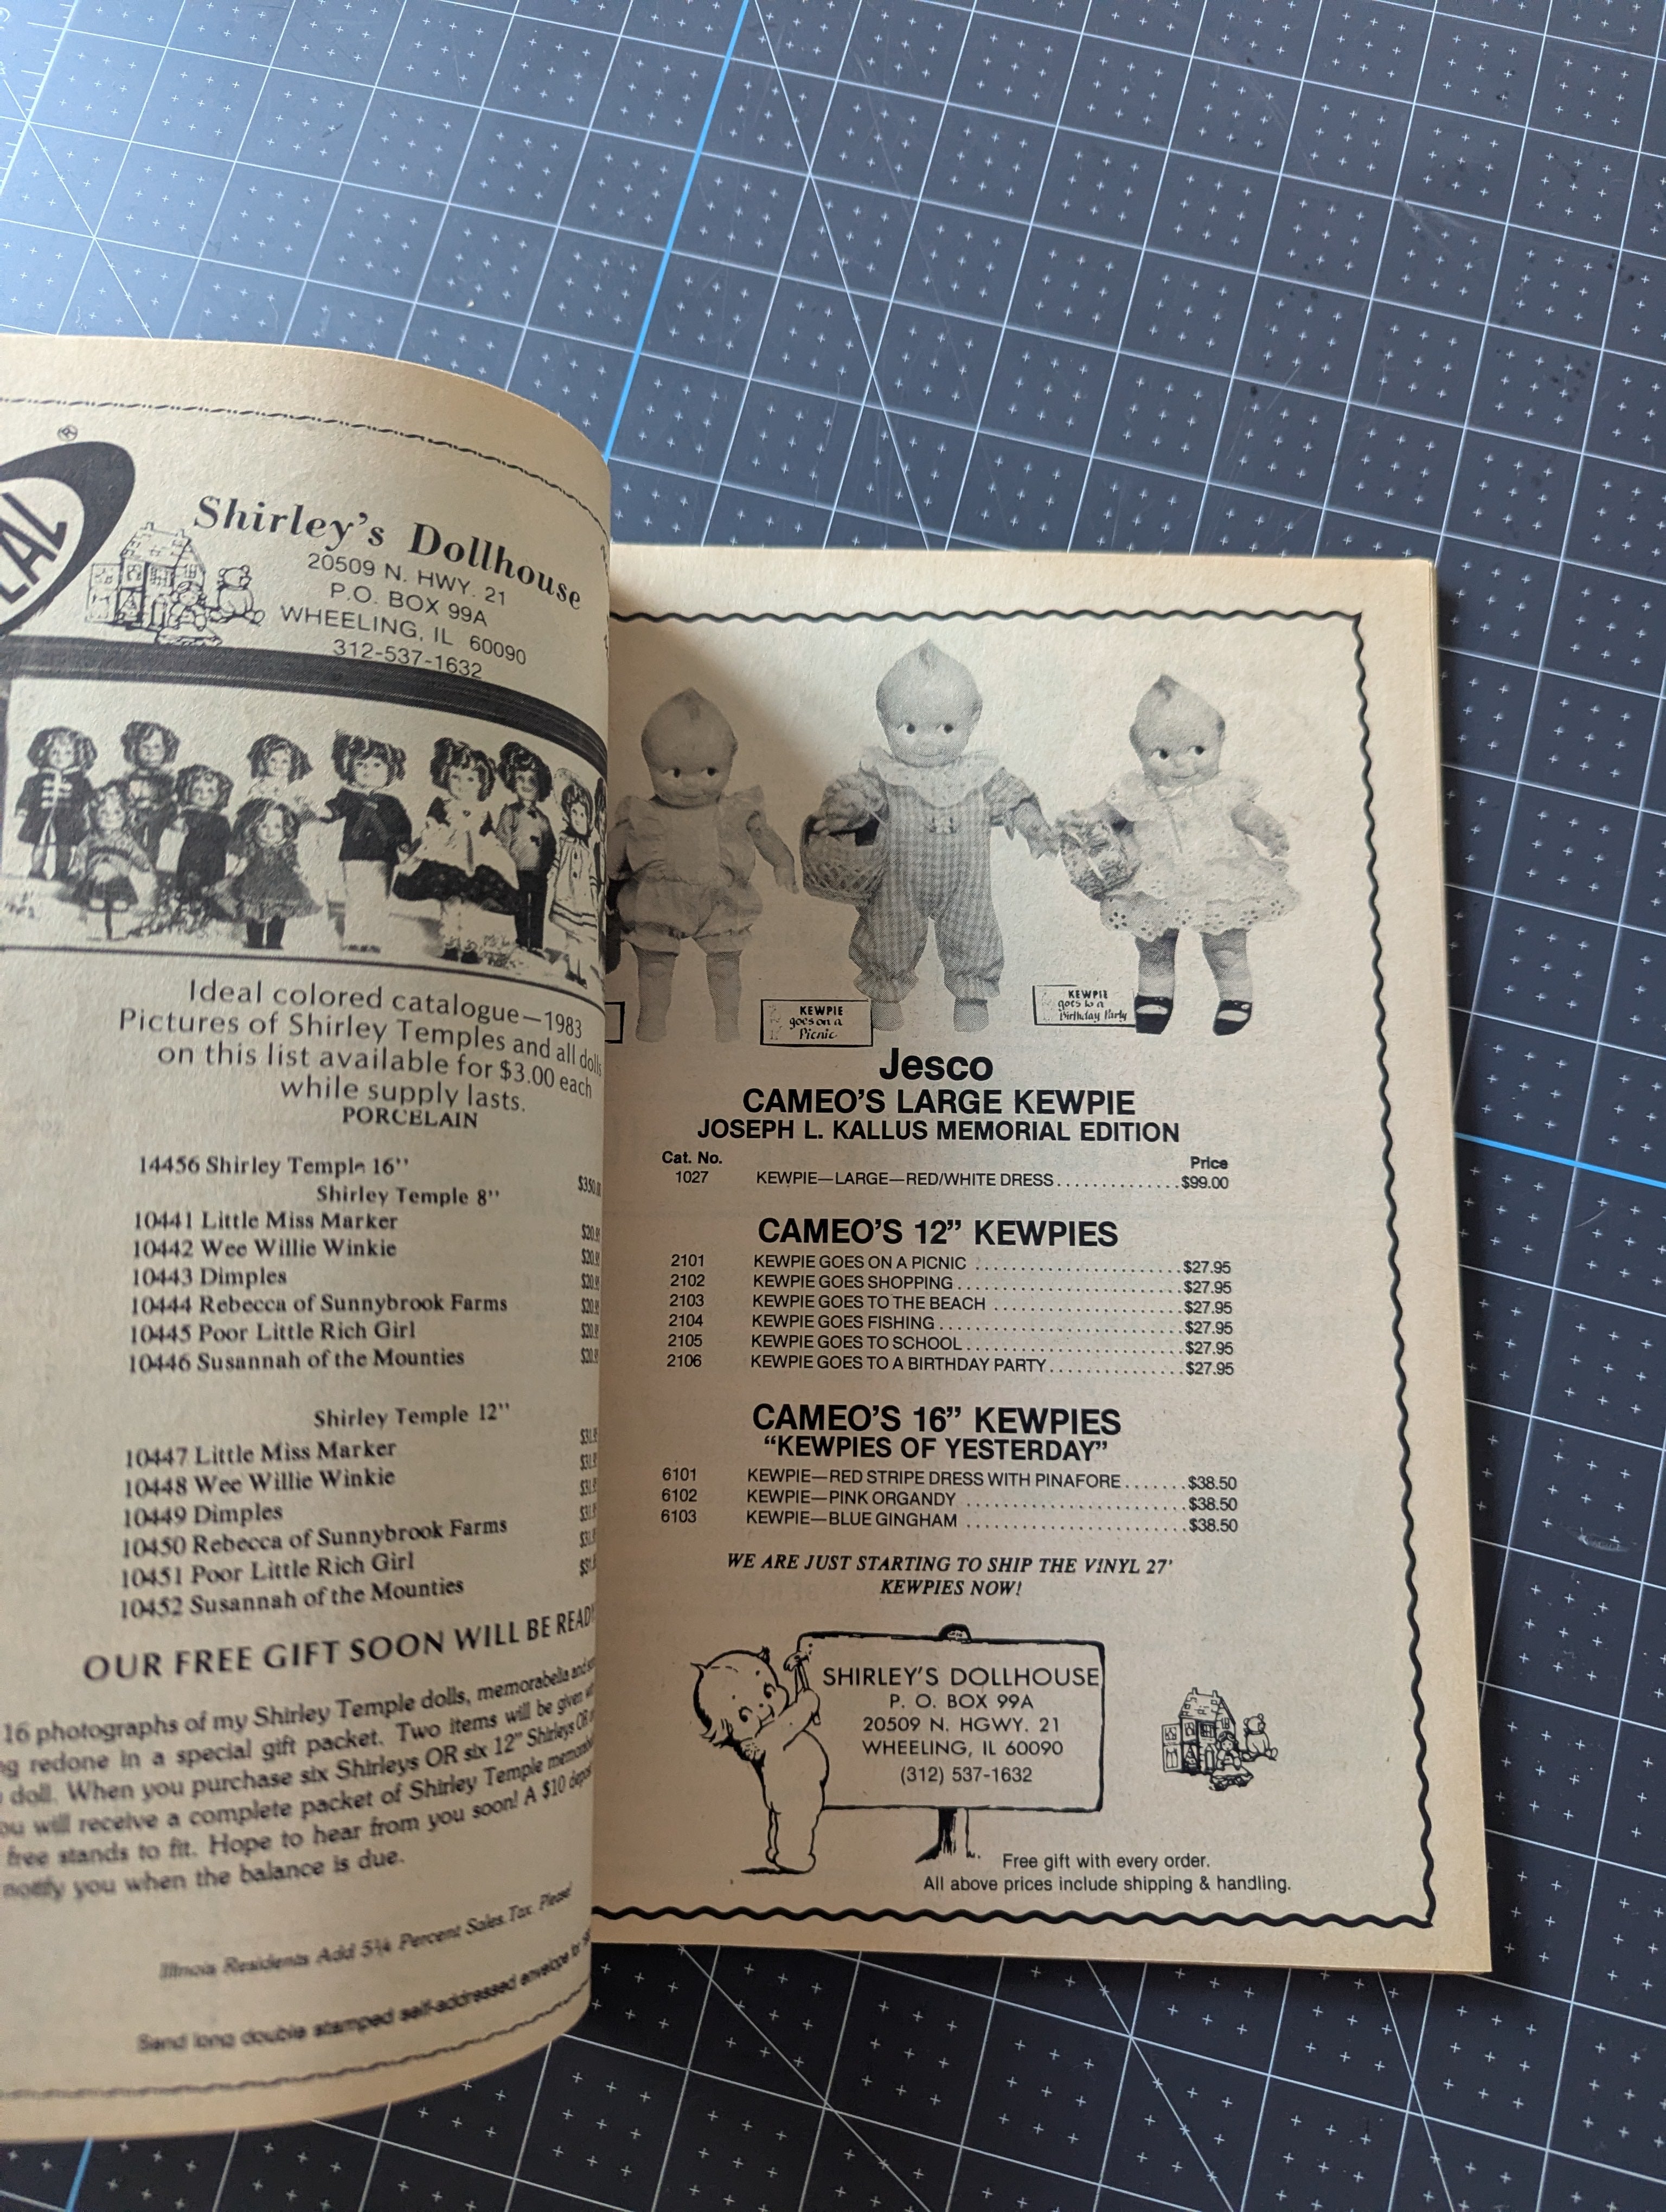 ®
Shirley's Dollhouse
20509 N. HWY. 21
P.O. BOX 99A
WHEELING, IL 60090
312-537-1632
Ideal colored catalogue—1983
Pictures of Shirley Temples and all dolls
on this list available for $3.00 each
while supply lasts.
PORCELAIN
14456 Shirley Temple 16''
Shirley Temple 8''
10441 Little Miss Marker
10442 Wee Willie Winkie
10443 Dimples
10444 Rebecca of Sunnybrook Farms
10445 Poor Little Rich Girl
10446 Susannah of the Mounties
Shirley Temple 12''
10447 Little Miss Marker
10448 Wee Willie Winkie
10449 Dimples
10450 Rebecca of Sunnybrook Farms
10451 Poor Little Rich Girl
10452 Susannah of the Mounties
OUR FREE GIFT SOON WILL BE READY
16 photographs of my Shirley Temple dolls, memorabelia and
redone in a special gift packet. Two items will be given
doll. When you purchase six Shirleys OR six 12" Shirleys OR
will receive a complete packet of Shirley Temple
free stands to fit. Hope to hear from you soon! A $10
notify you when the balance is due.
Illinois Residents Add 5¼ Percent Sales Tax. Please
Send long double stamped self-addressed envelope for
KEWPIE
goes on a
Picnic
KEWPIE
goes to a
Birthday Party
Jesco
CAMEO'S LARGE KEWPIE
JOSEPH L. KALLUS MEMORIAL EDITION
Cat. No. Price
1027 KEWPIE—LARGE—RED/WHITE DRESS..............$99.00
CAMEO'S 12" KEWPIES
2101 KEWPIE GOES ON A PICNIC ........................$27.95
2102 KEWPIE GOES SHOPPING..........................$27.95
2103 KEWPIE GOES TO THE BEACH ......................$27.95
2104 KEWPIE GOES FISHING............................$27.95
2105 KEWPIE GOES TO SCHOOL.........................$27.95
2106 KEWPIE GOES TO A BIRTHDAY PARTY...............$27.95
CAMEO'S 16" KEWPIES
"KEWPIES OF YESTERDAY"
6101 KEWPIE—RED STRIPE DRESS WITH PINAFORE.......$38.50
6102 KEWPIE—PINK ORGANDY .........................$38.50
6103 KEWPIE—BLUE GINGHAM .........................$38.50
WE ARE JUST STARTING TO SHIP THE VINYL 27'
KEWPIES NOW!
SHIRLEY'S DOLLHOUSE
P. O. BOX 99A
20509 N. HGWY. 21
WHEELING, IL 60090
(312) 537-1632
Free gift with every order.
All above prices include shipping & handling.